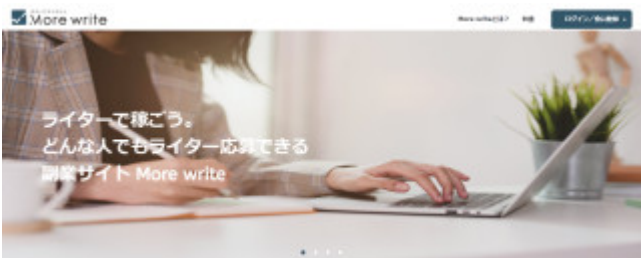 More write
More writeとは?
ログイン/新規登録
ライターで稼ごう。
どんな人でもライター応募できる
副業サイト More write